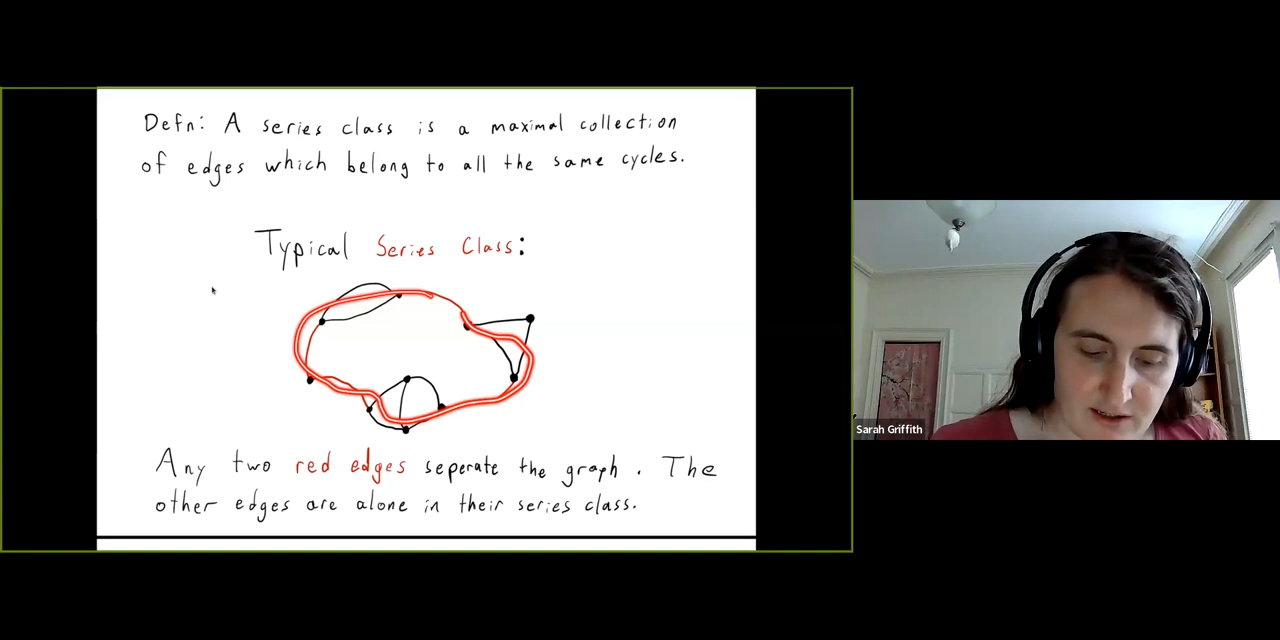 Defn: A series class is a maximal collection
of edges which belong to all the same cycles.
Typical Series Class:
Any two red edges seperate the graph. The
other edges are alone in their series class.
Sarah Griffith